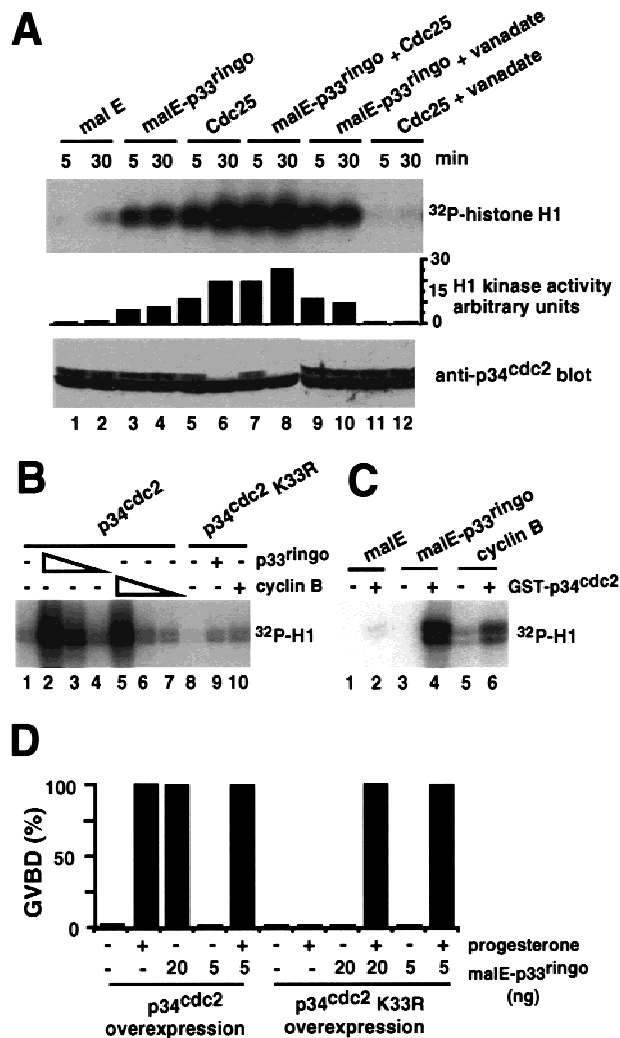 A
mal E
malE-p33ringo
Cdc25
malE-p33ringo + Cdc25
malE-p33ringo + vanadate
Cdc25 + vanadate
5 30 5 30 5 30 5 30 5 30 5 30 min
32P-histone H1
30
15
0
H1 kinase activity
arbitrary units
anti-p34cdc2 blot
1 2 3 4 5 6 7 8 9 10 11 12
B
p34cdc2
p34cdc2 K33R
- - - - - + - p33ringo
- - - - - - + cyclin B
32P-H1
1 2 3 4 5 6 7 8 9 10
C
malE
malE-p33ringo
cyclin B
- + - + - + GST-p34cdc2
32P-H1
1 2 3 4 5 6
D
100
50
0
GVBD (%)
- + - - + - + - + - + progesterone
- - 20 5 5 - - 20 20 5 5 malE-p33ringo
(ng)
p34cdc2
overexpression
p34cdc2 K33R
overexpression